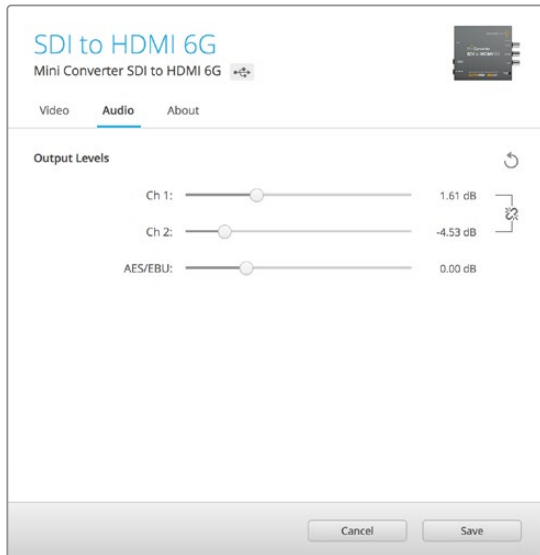 SDI to HDMI 6G
Mini Converter SDI to HDMI 6G
Video Audio About
Output Levels
Ch 1: 1.61 dB
Ch 2: -4.53 dB
AES/EBU: 0.00 dB
Cancel Save